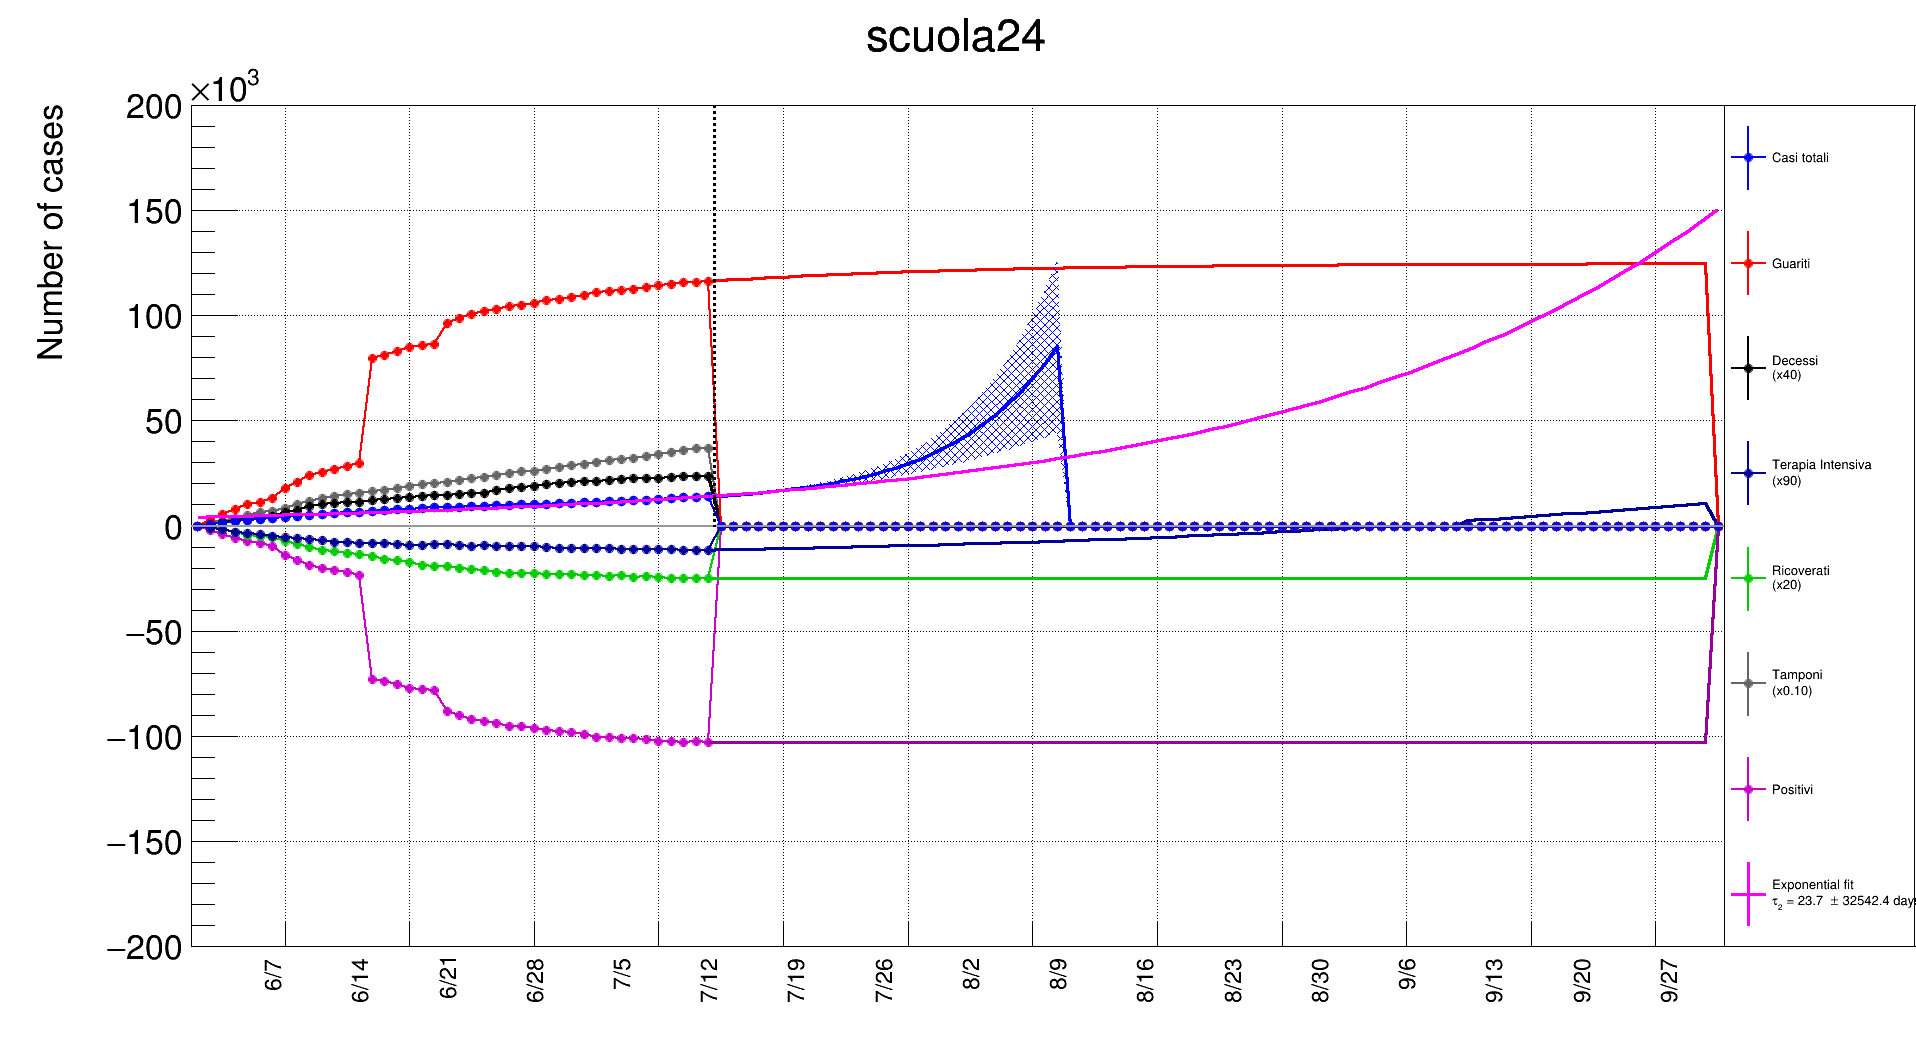 scuola24
×10³
Number of cases
200
150
100
50
0
−50
−100
−150
−200
6/7
6/14
6/21
6/28
7/5
7/12
7/19
7/26
8/2
8/9
8/16
8/23
8/30
9/6
9/13
9/20
9/27
Casi totali
Guariti
Decessi
(x40)
Terapia Intensiva
(x90)
Ricoverati
(x20)
Tamponi
(x0.10)
Positivi
Exponential fit
τ₂ = 23.7 ± 32542.4 days